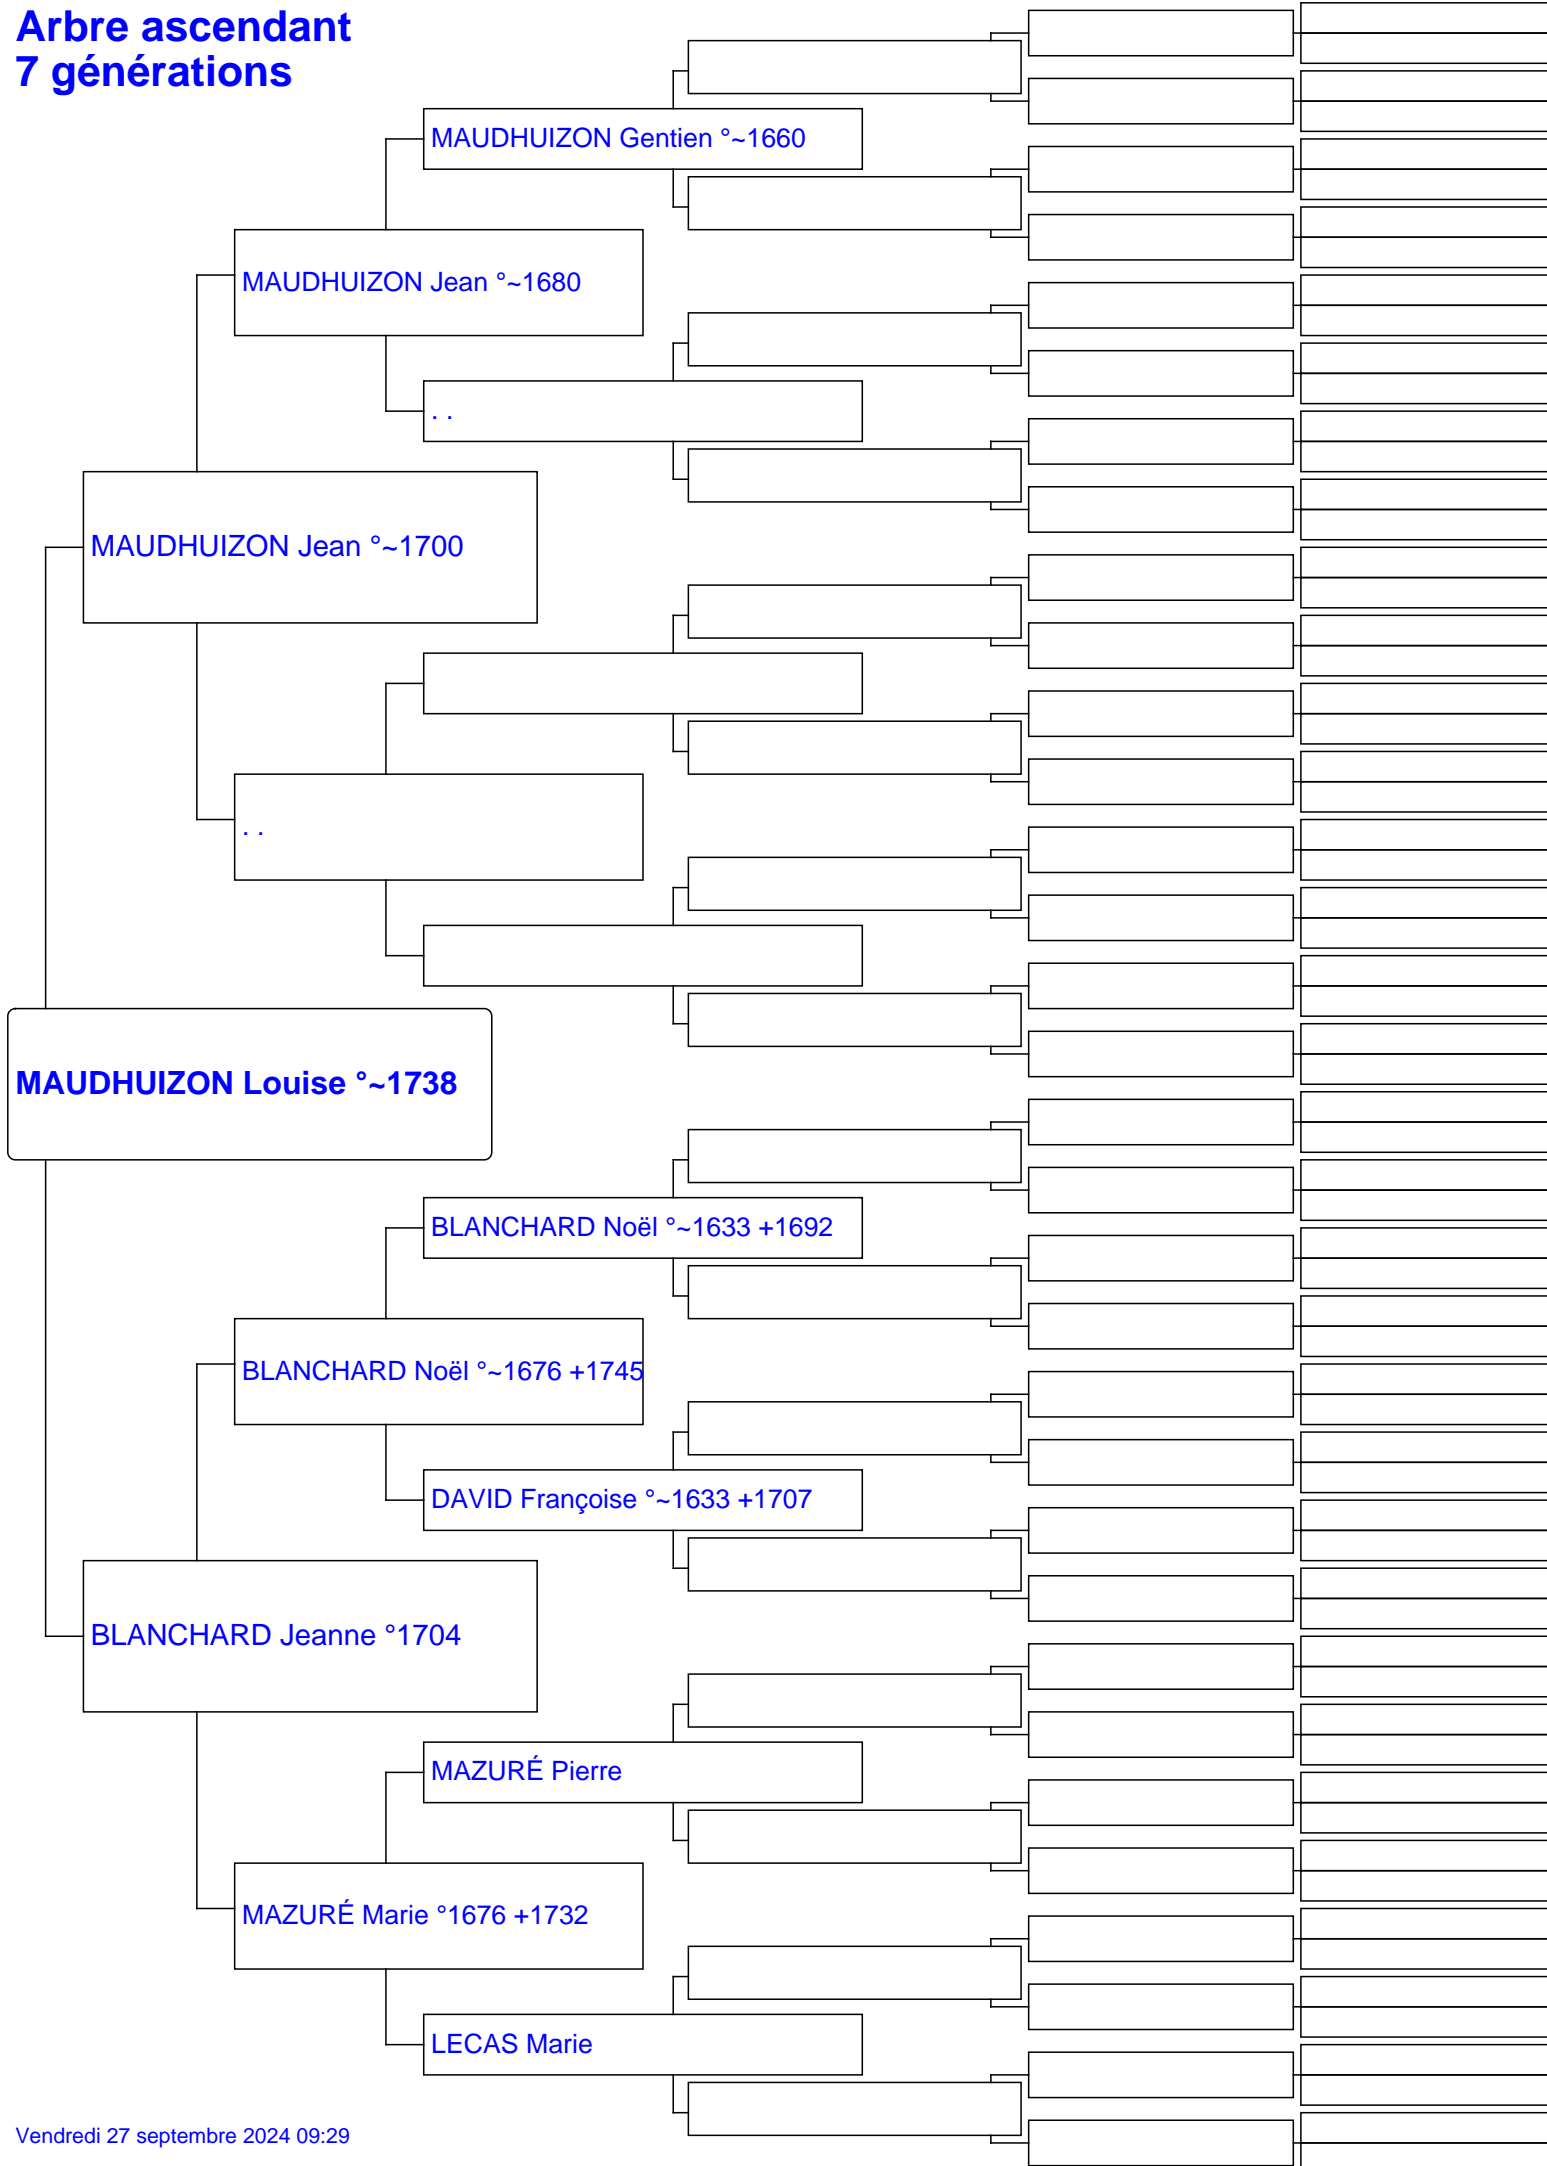 Arbre ascendant
7 générations
MAUDHUIZON Gentien °~1660
MAUDHUIZON Jean °~1680
. .
MAUDHUIZON Jean °~1700
. .
MAUDHUIZON Louise °~1738
BLANCHARD Noël °~1633 +1692
BLANCHARD Noël °~1676 +1745
DAVID Françoise °~1633 +1707
BLANCHARD Jeanne °1704
MAZURÉ Pierre
MAZURÉ Marie °1676 +1732
LECAS Marie
Vendredi 27 septembre 2024 09:29